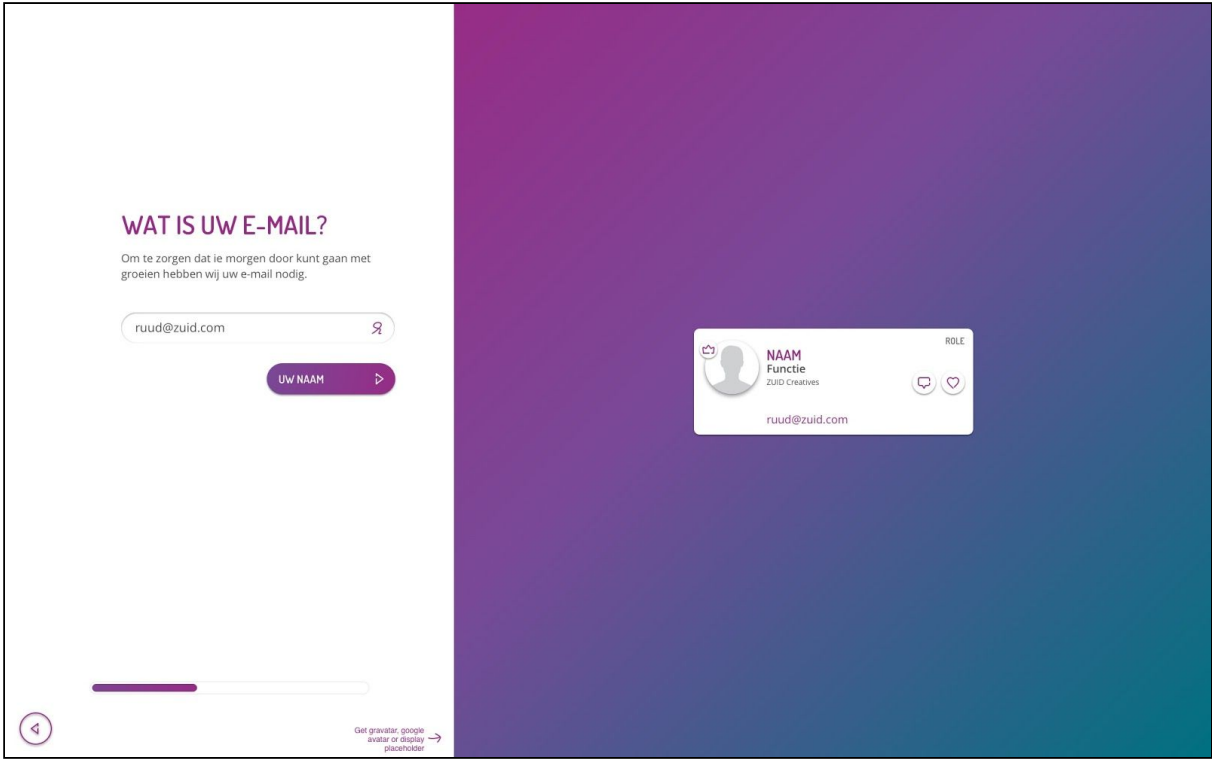 WAT IS UW E-MAIL?
Om te zorgen dat ie morgen door kunt gaan met
groeien hebben wij uw e-mail nodig.
ruud@zuid.com
UW NAAM
Get gravatar, google
avatar or display
placeholder
ROLE
NAAM
Functie
ZUID Creatives
ruud@zuid.com